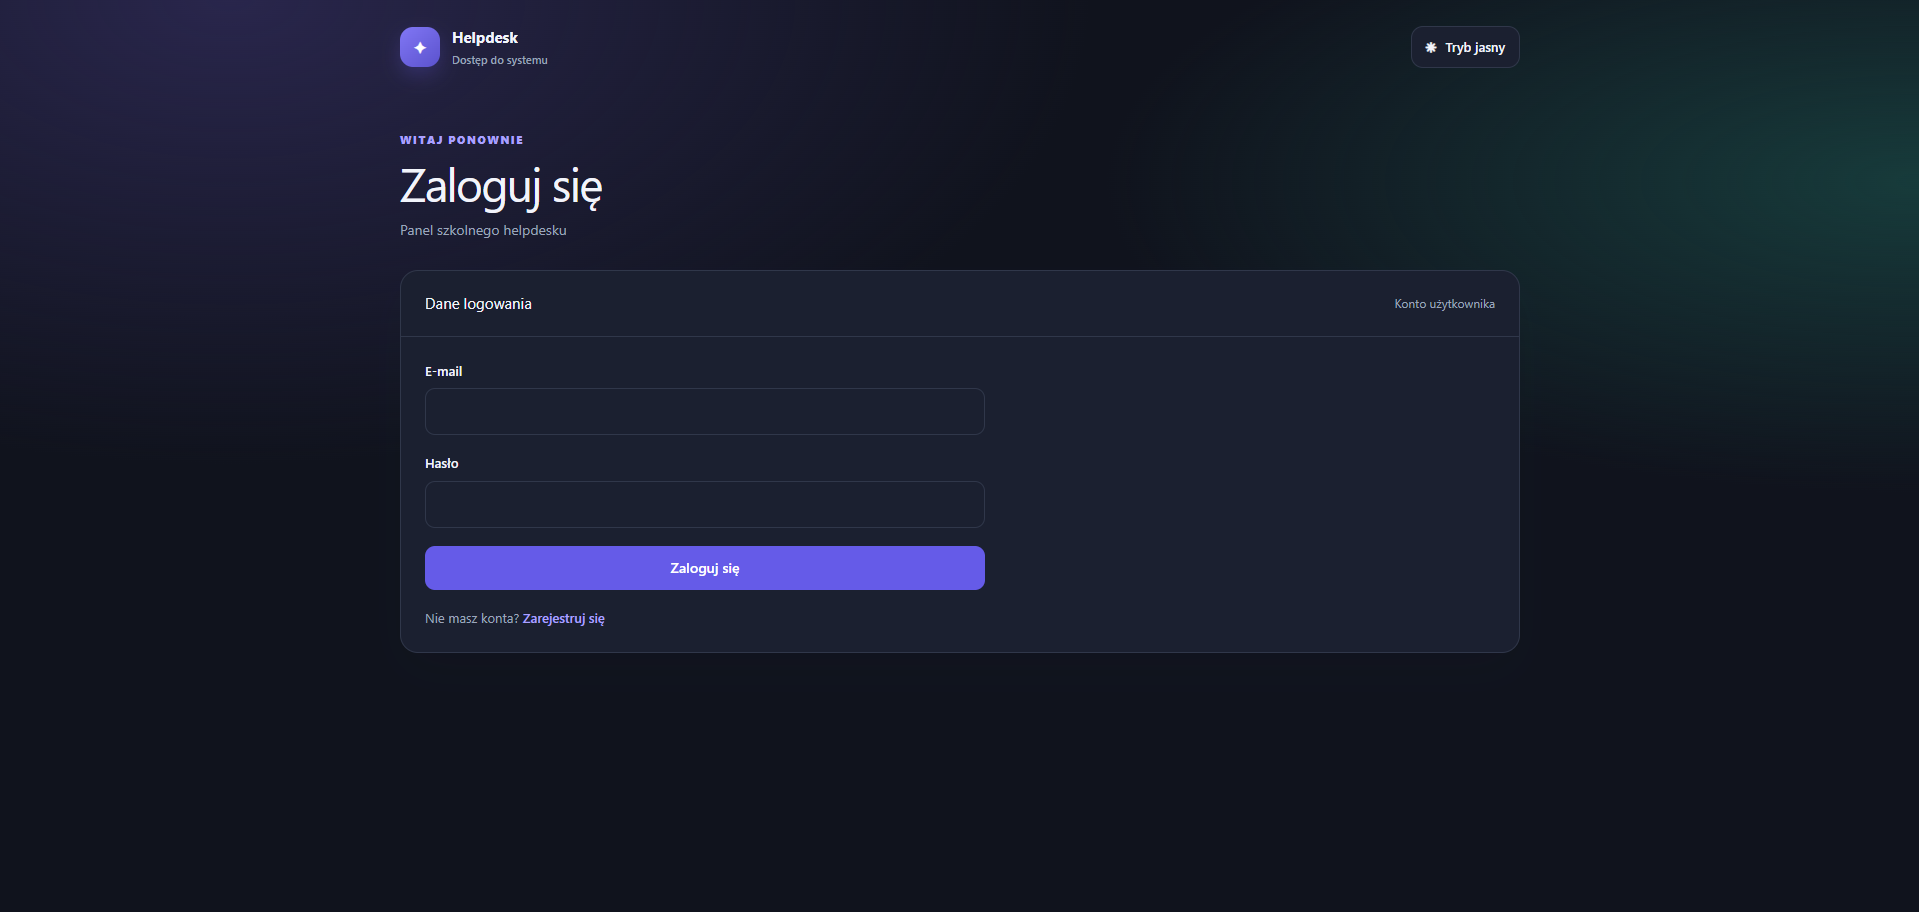 Helpdesk
Dostęp do systemu
Tryb jasny
WITAJ PONOWNIE
Zaloguj się
Panel szkolnego helpdesku
Dane logowania
Konto użytkownika
E-mail
Hasło
Zaloguj się
Nie masz konta? Zarejestruj się